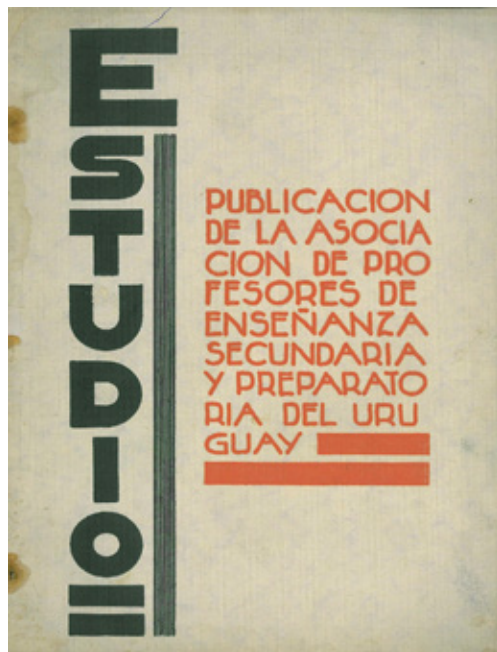 ESTUDIO
PUBLICACION
DE LA ASOCIA
CION DE PRO
FESORES DE
ENSEÑANZA
SECUNDARIA
Y PREPARATO
RIA DEL URU
GUAY